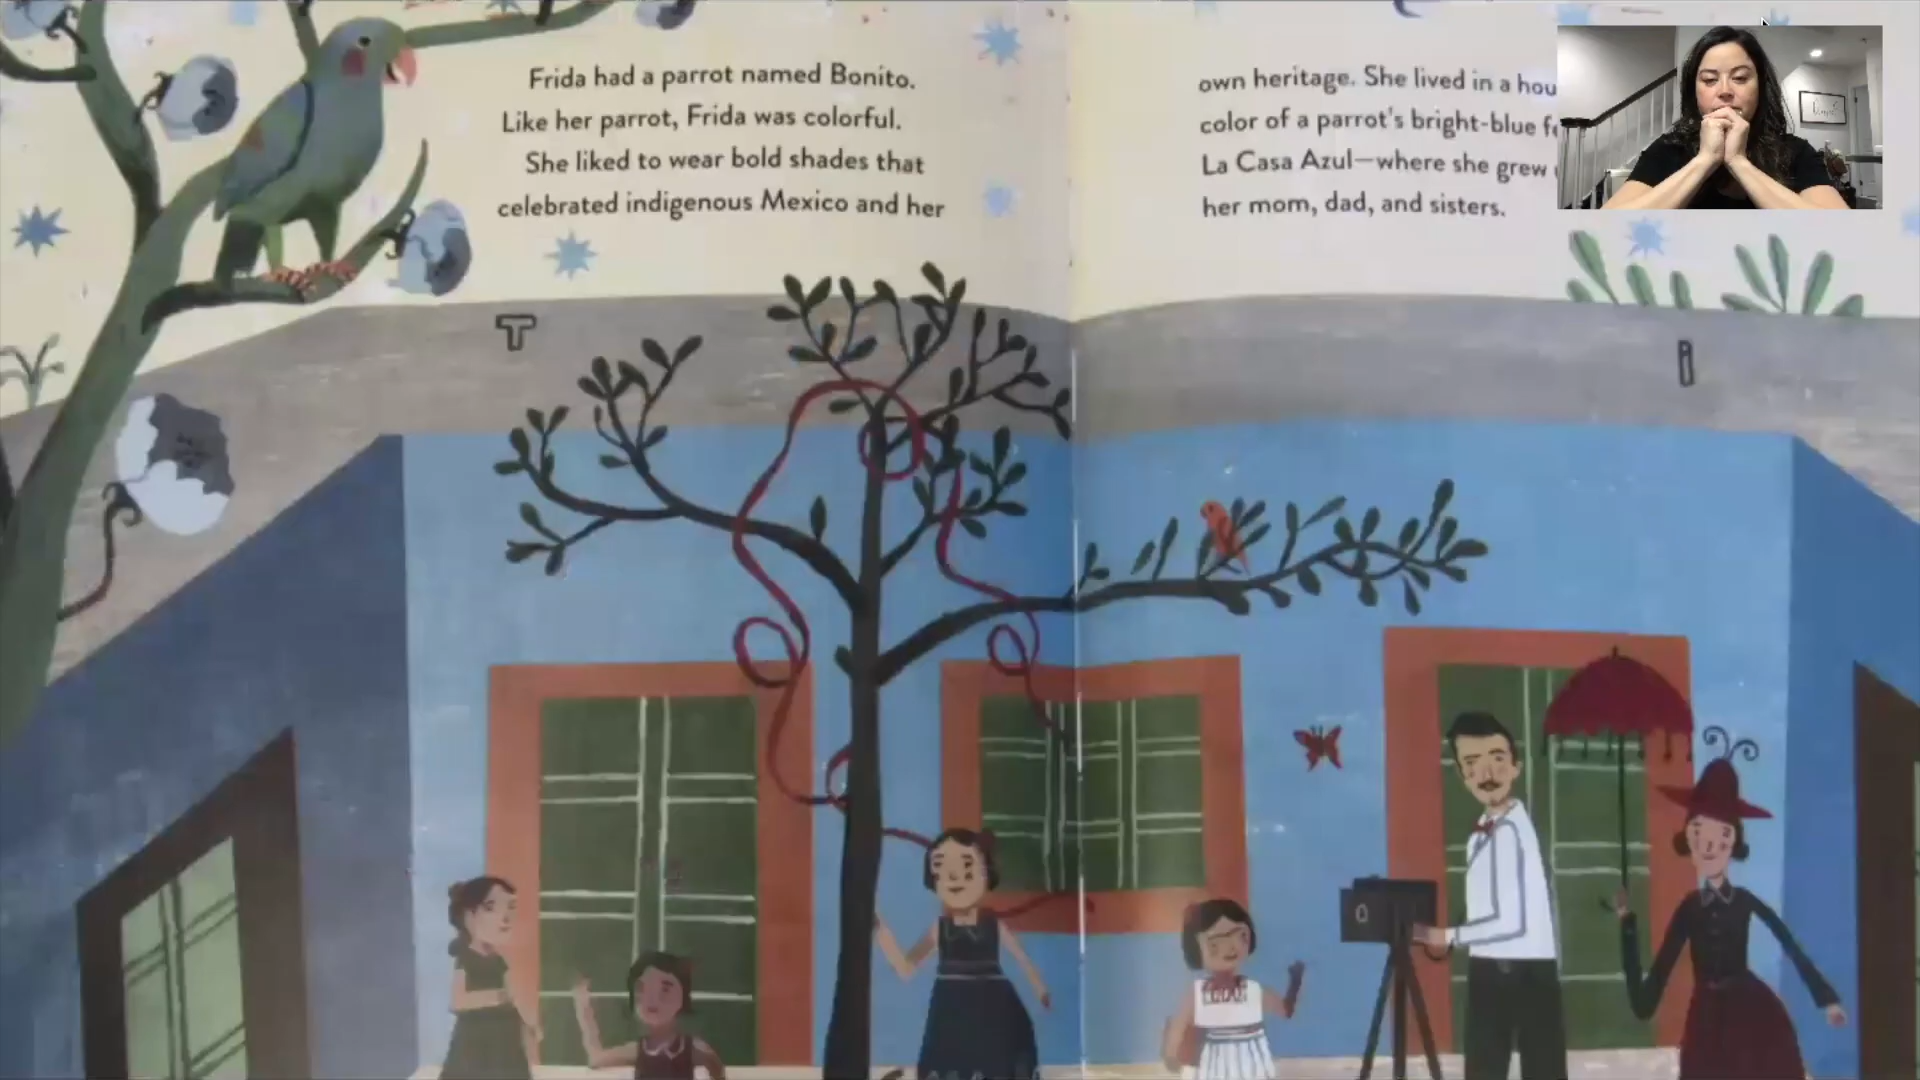 Frida had a parrot named Bonito.
Like her parrot, Frida was colorful.
She liked to wear bold shades that
celebrated indigenous Mexico and her
own heritage. She lived in a
color of a parrot's bright-blue
La Casa Azul—where she grew
her mom, dad, and sisters.
T
i